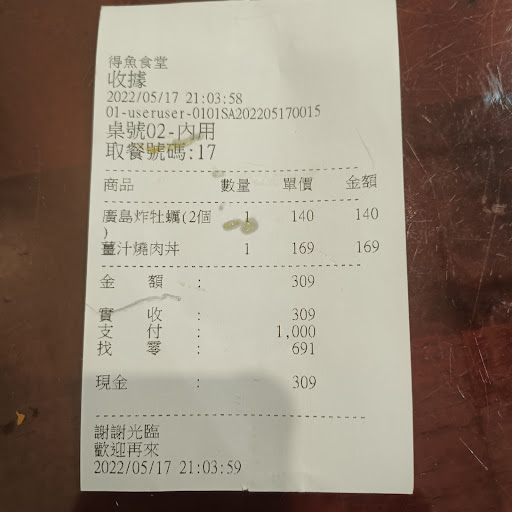 得魚食堂
收據
2022/05/17 21:03:58
01-useruser-0101SA202205170015
桌號02-內用
取餐號碼:17
商品 數量 單價 金額
廣島炸牡蠣(2個 1 140 140
)
薑汁燒肉丼 1 169 169
金額 : 309
實收 : 309
支付 : 1,000
找零 : 691
現金 : 309
謝謝光臨
歡迎再來
2022/05/17 21:03:59